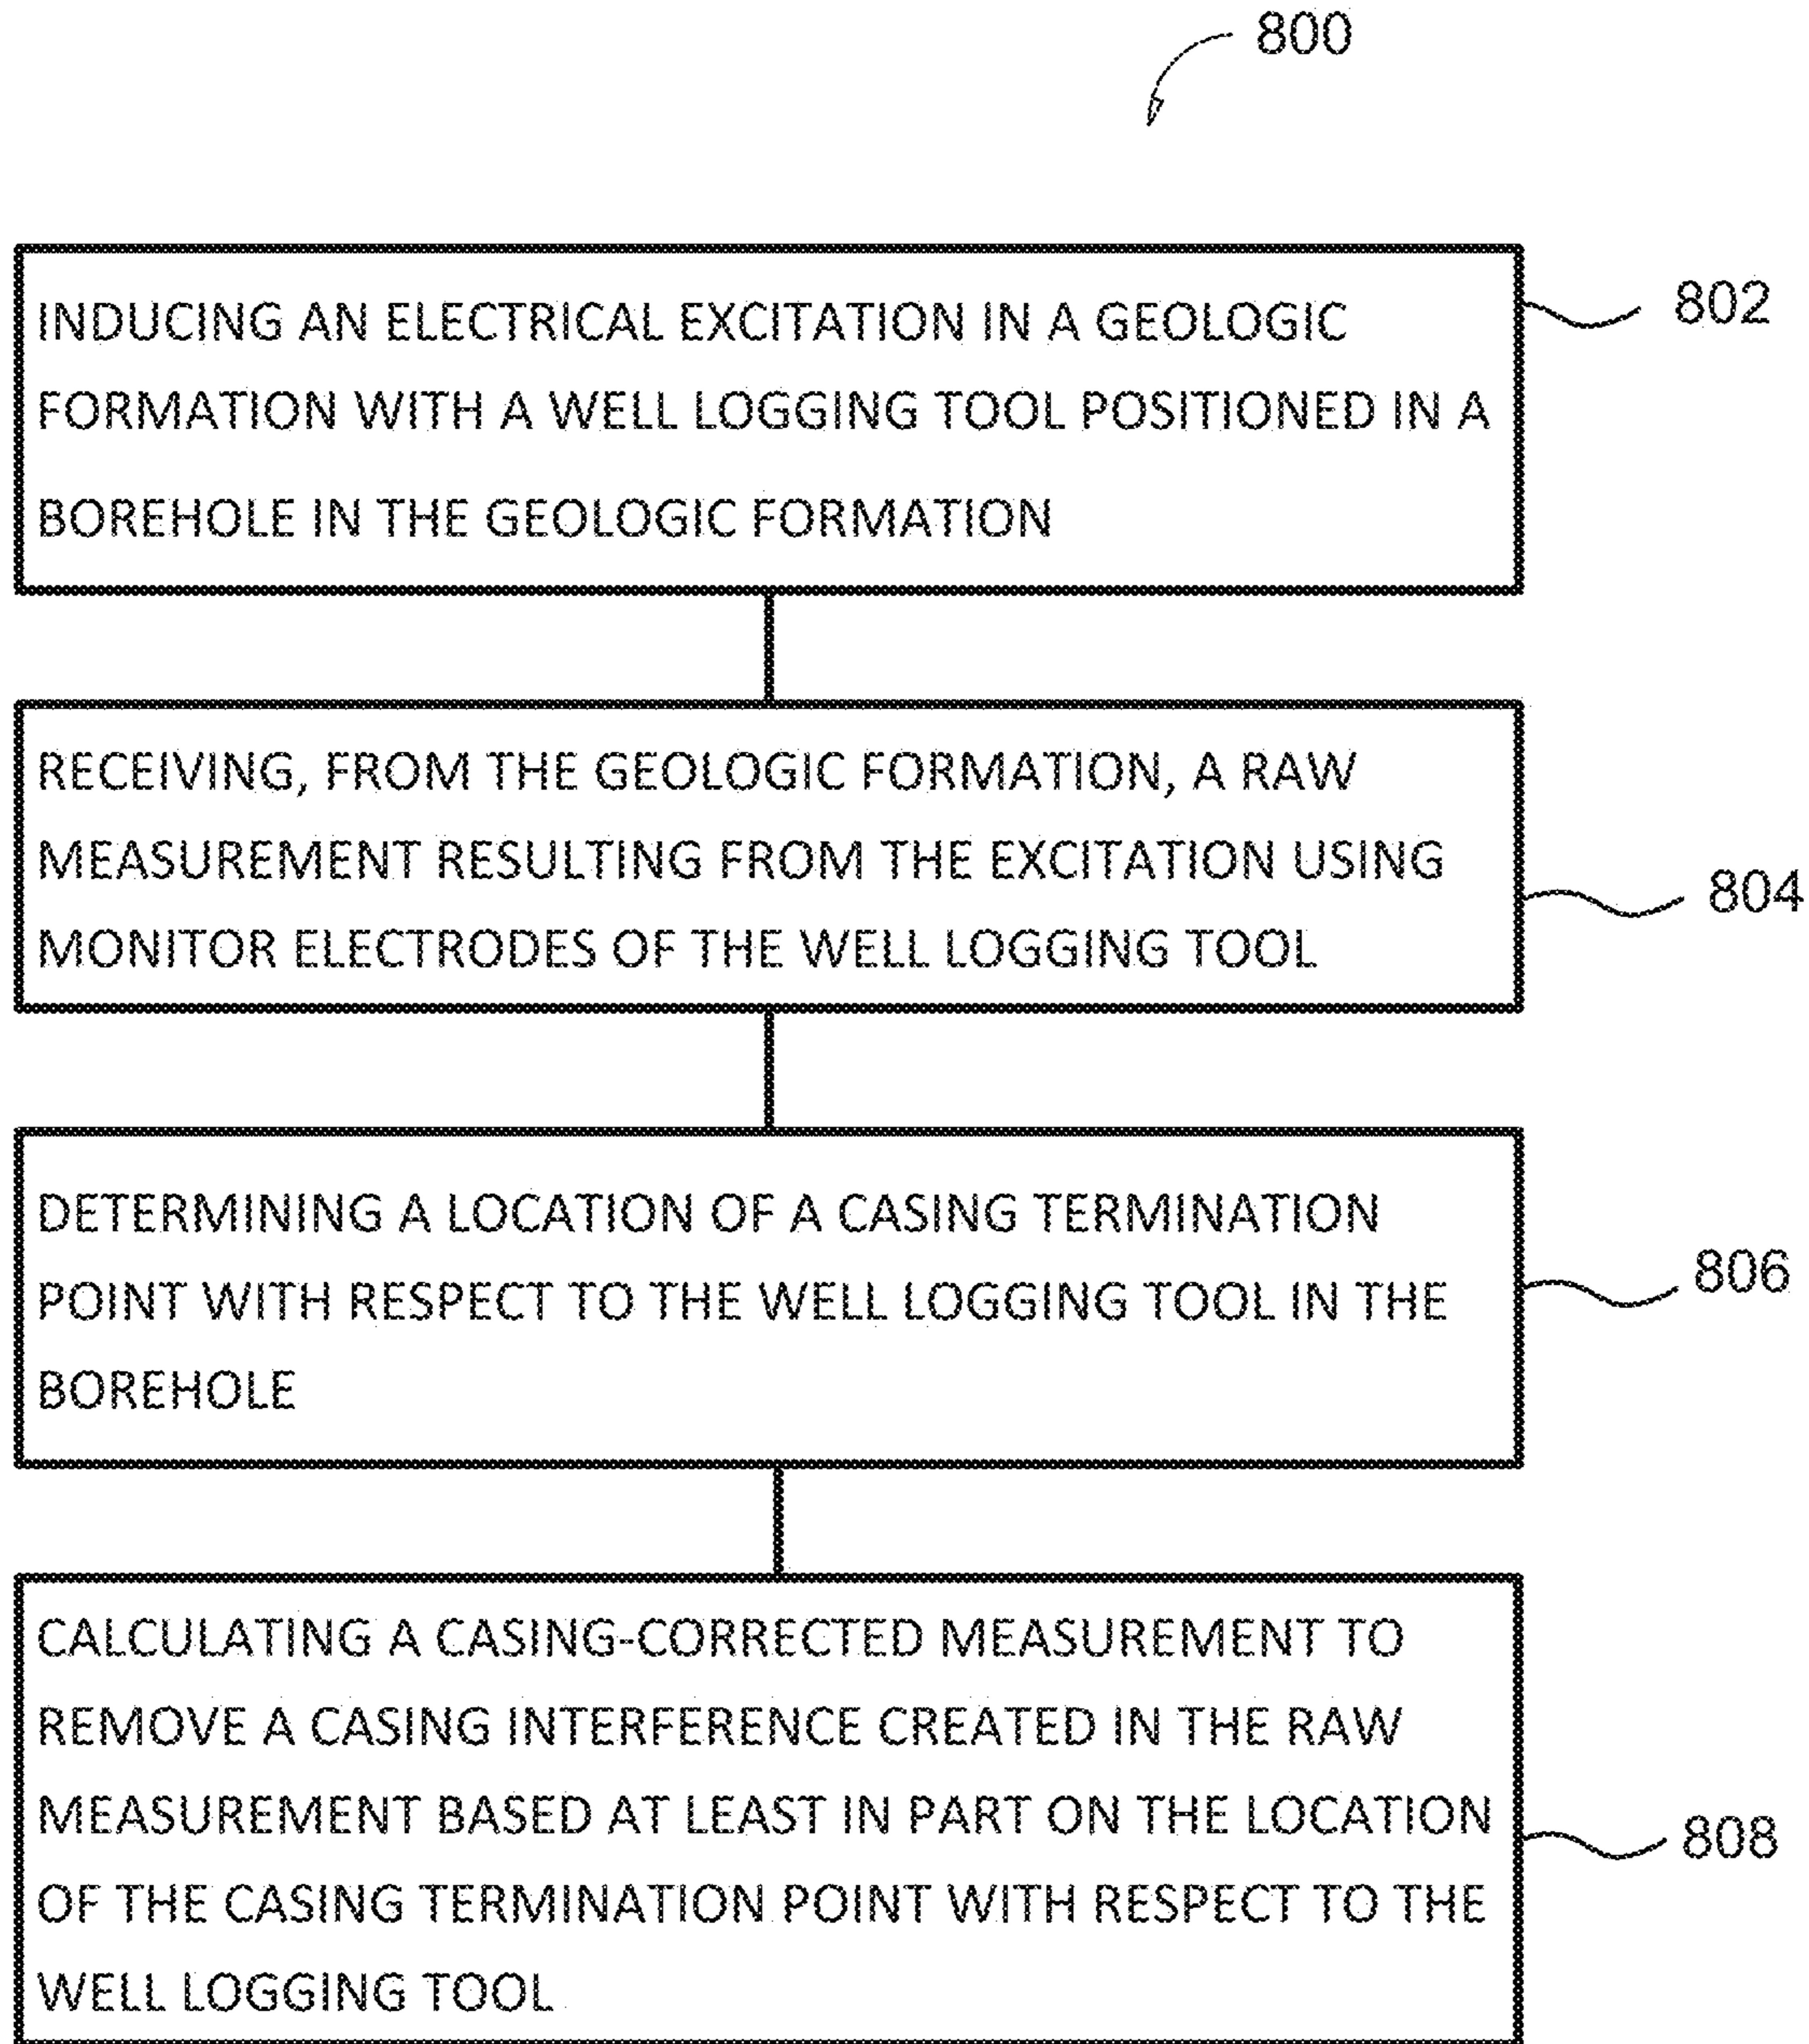 800
INDUCING AN ELECTRICAL EXCITATION IN A GEOLOGIC
FORMATION WITH A WELL LOGGING TOOL POSITIONED IN A
BOREHOLE IN THE GEOLOGIC FORMATION
802
RECEIVING, FROM THE GEOLOGIC FORMATION, A RAW
MEASUREMENT RESULTING FROM THE EXCITATION USING
MONITOR ELECTRODES OF THE WELL LOGGING TOOL
804
DETERMINING A LOCATION OF A CASING TERMINATION
POINT WITH RESPECT TO THE WELL LOGGING TOOL IN THE
BOREHOLE
806
CALCULATING A CASING-CORRECTED MEASUREMENT TO
REMOVE A CASING INTERFERENCE CREATED IN THE RAW
MEASUREMENT BASED AT LEAST IN PART ON THE LOCATION
OF THE CASING TERMINATION POINT WITH RESPECT TO THE
WELL LOGGING TOOL
808